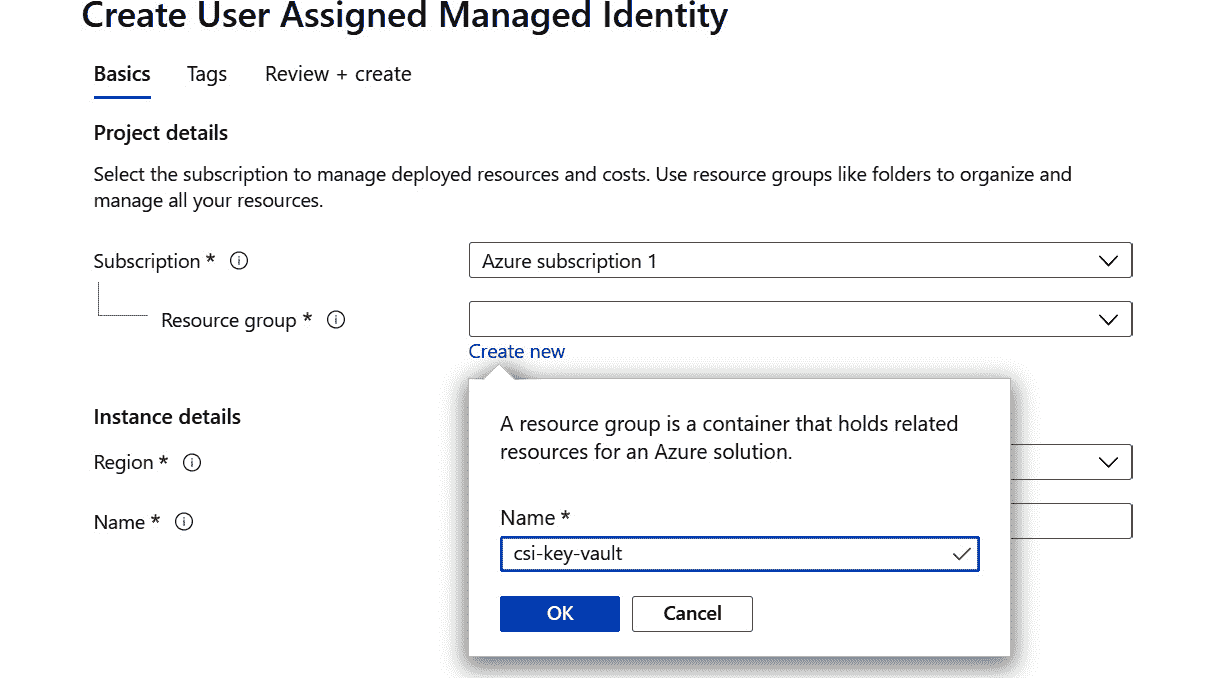 Create User Assigned Managed Identity
Basics Tags Review + create
Project details
Select the subscription to manage deployed resources and costs. Use resource groups like folders to organize and
manage all your resources.
Subscription * Azure subscription 1
Resource group *
Create new
A resource group is a container that holds related
resources for an Azure solution.
Name *
csi-key-vault
OK Cancel
Instance details
Region *
Name *